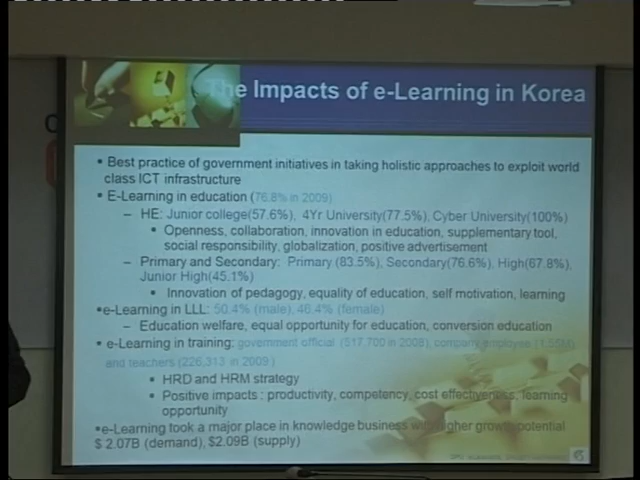 The Impacts of e-Learning in Korea
• Best practice of government initiatives in taking holistic approaches to exploit world
class ICT infrastructure
• E-Learning in education (76.8% in 2009)
– HE: Junior college(57.6%), 4Yr University(77.5%), Cyber University(100%)
• Openness, collaboration, innovation in education, supplementary tool,
social responsibility, globalization, positive advertisement
– Primary and Secondary: Primary (83.5%), Secondary(76.6%), High(67.8%),
Junior High(45.1%)
• Innovation of pedagogy, equality of education, self motivation, learning
•e-Learning in LLL: 50.4% (male), 46.4% (female)
– Education welfare, equal opportunity for education, conversion education
• e-Learning in training: government official (517,700 in 2008), company employee (1.55M)
and teachers (226,313 in 2009)
• HRD and HRM strategy
• Positive impacts : productivity, competency, cost effectiveness, learning
opportunity
•e-Learning took a major place in knowledge business with higher growth potential
$ 2.07B (demand), $2.09B (supply)